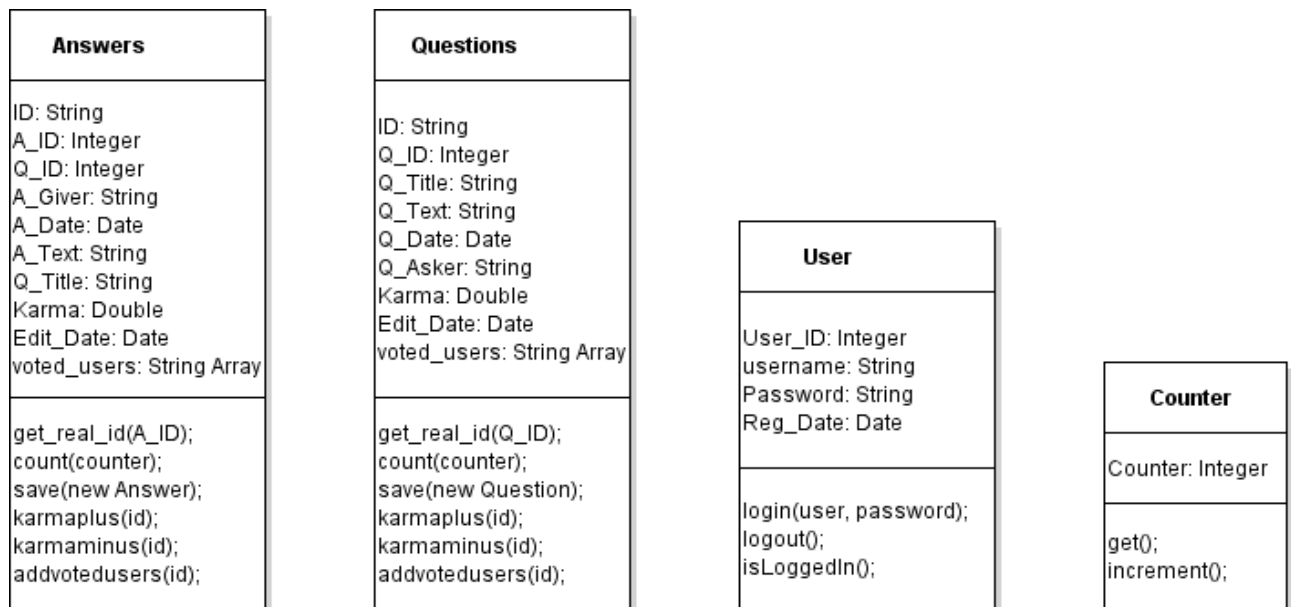 Answers
ID: String
A_ID: Integer
Q_ID: Integer
A_Giver: String
A_Date: Date
A_Text: String
Q_Title: String
Karma: Double
Edit_Date: Date
voted_users: String Array
get_real_id(A_ID);
count(counter);
save(new Answer);
karmaplus(id);
karmaminus(id);
addvotedusers(id);
Questions
ID: String
Q_ID: Integer
Q_Title: String
Q_Text: String
Q_Date: Date
Q_Asker: String
Karma: Double
Edit_Date: Date
voted_users: String Array
get_real_id(Q_ID);
count(counter);
save(new Question);
karmaplus(id);
karmaminus(id);
addvotedusers(id);
User
User_ID: Integer
username: String
Password: String
Reg_Date: Date
login(user, password);
logout();
isLoggedIn();
Counter
Counter: Integer
get();
increment();